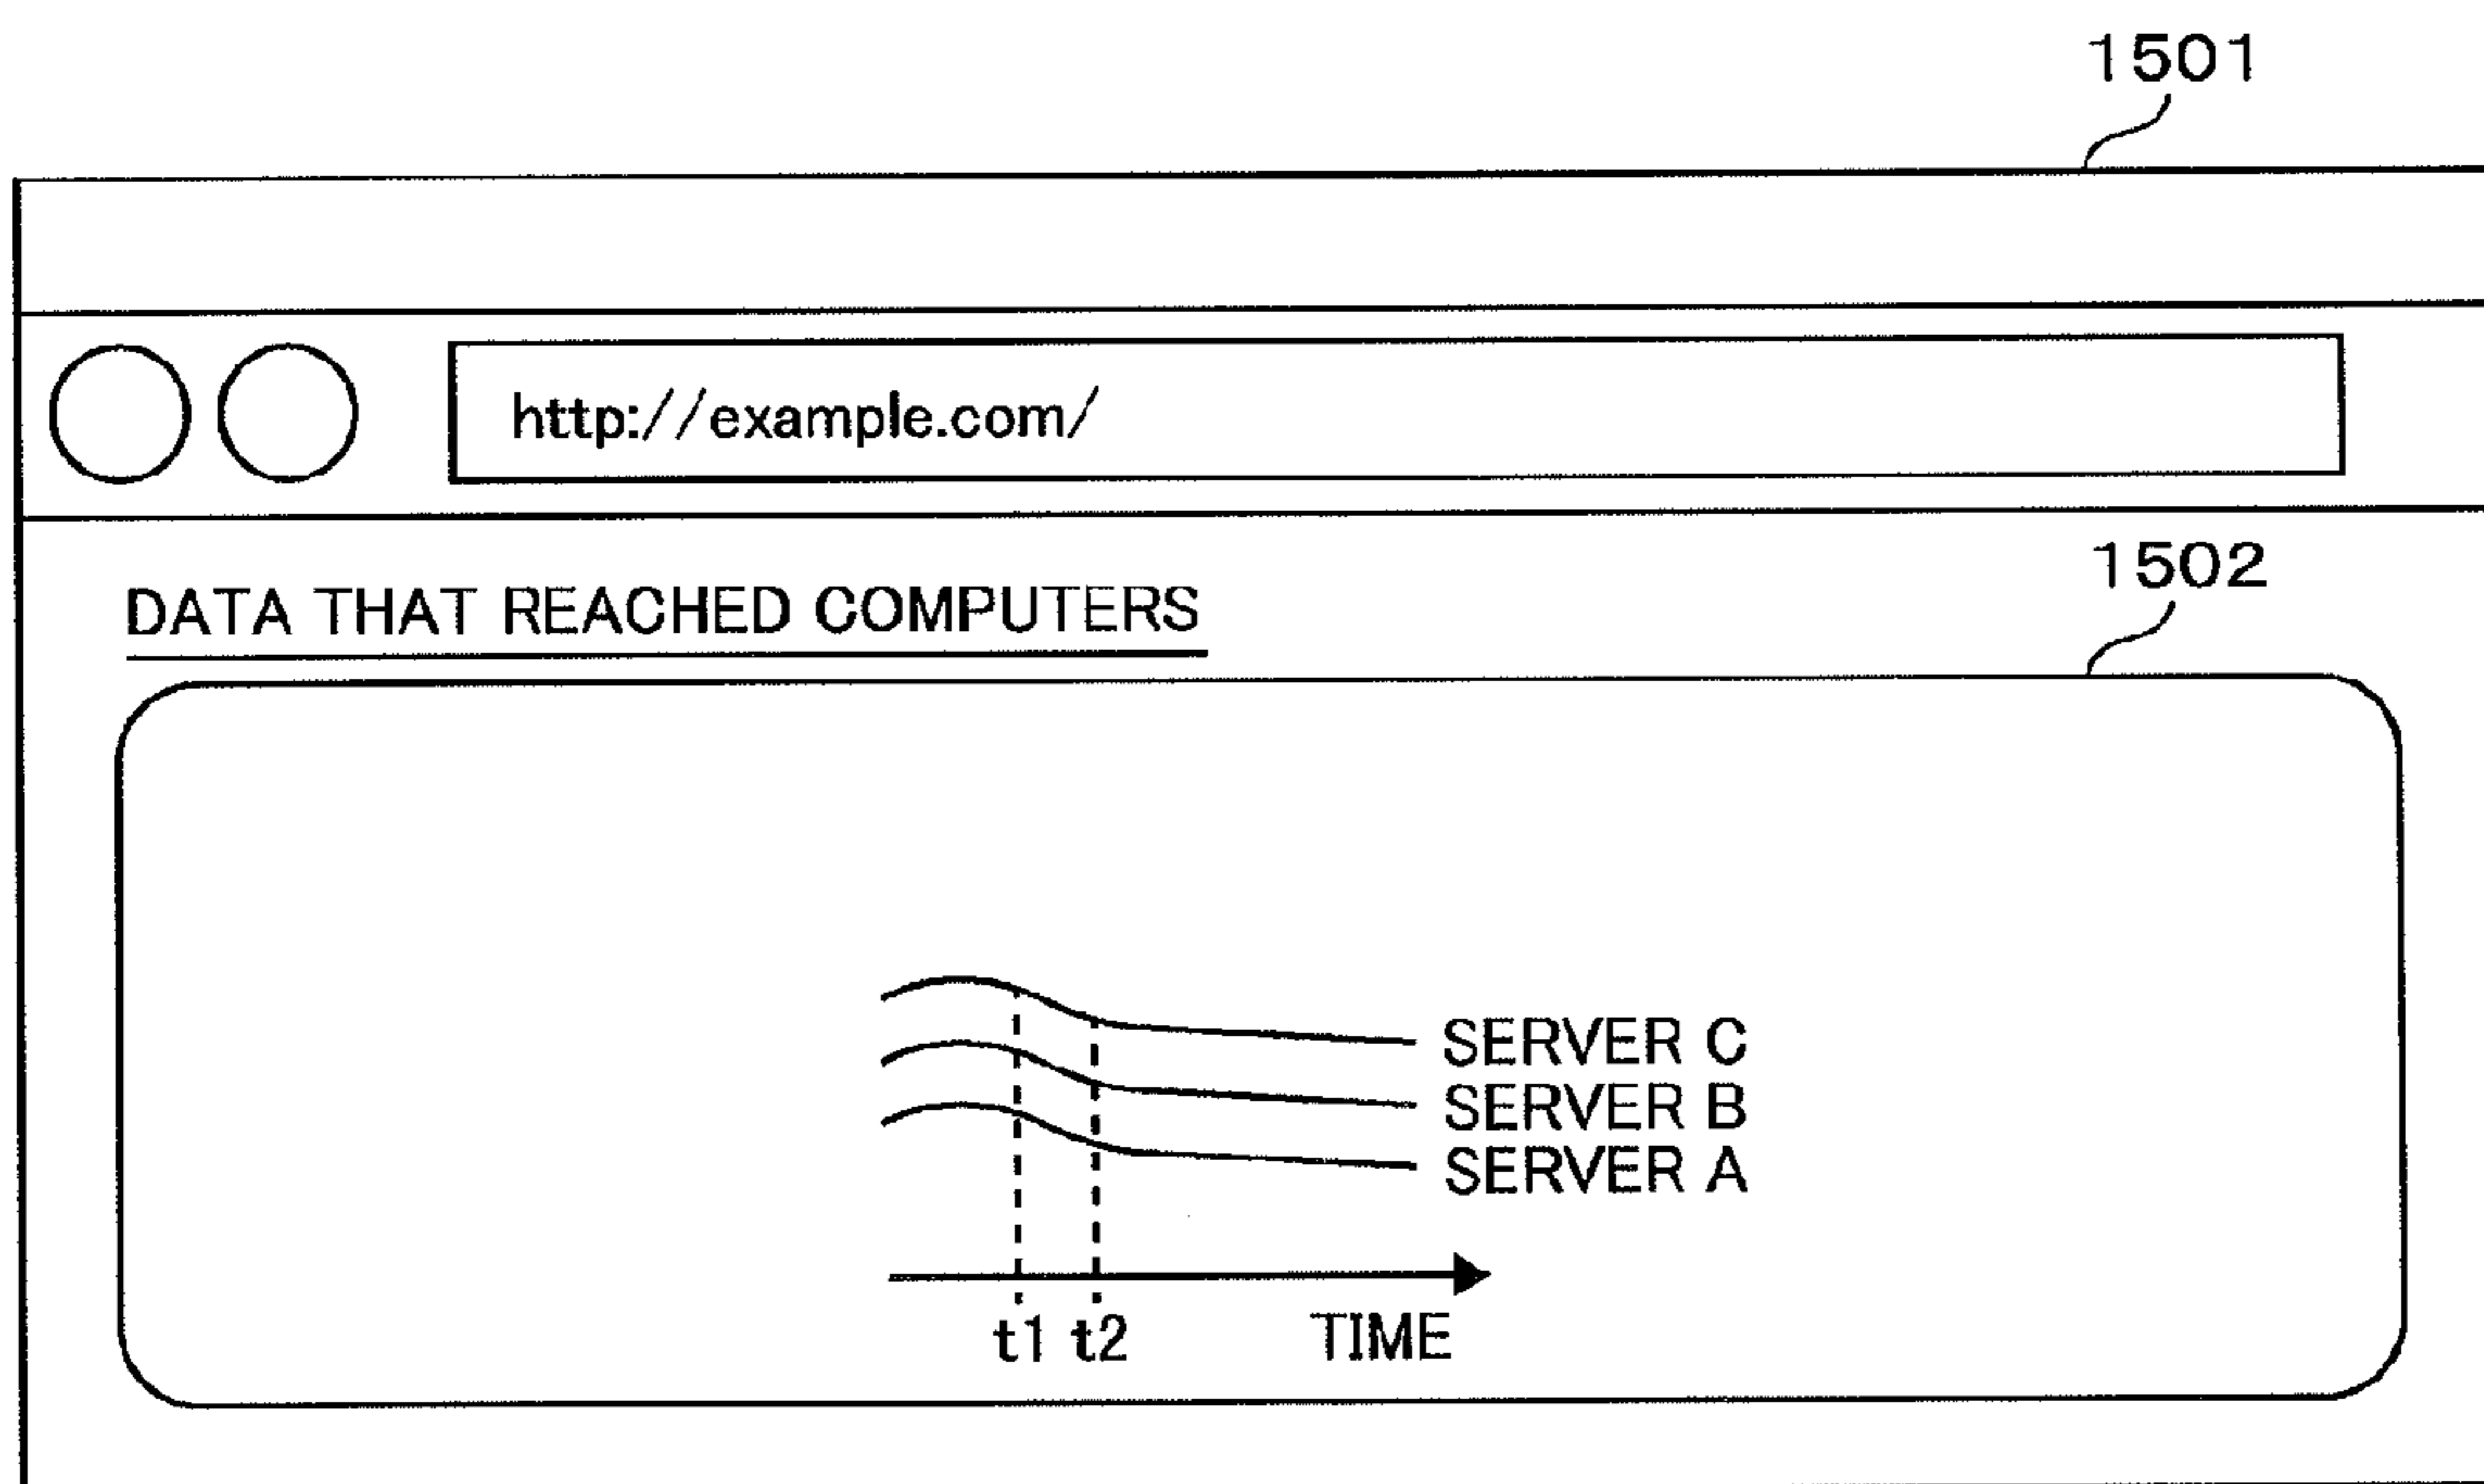 1501
http://example.com/
1502
DATA THAT REACHED COMPUTERS
SERVER C
SERVER B
SERVER A
t1 t2 TIME